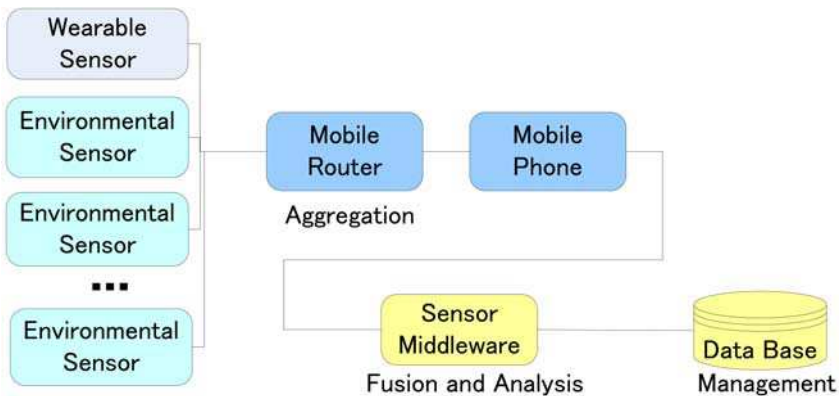 Wearable
Sensor
Environmental
Sensor
Environmental
Sensor
...
Environmental
Sensor
Mobile
Router
Aggregation
Mobile
Phone
Sensor
Middleware
Fusion and Analysis
Data Base
Management